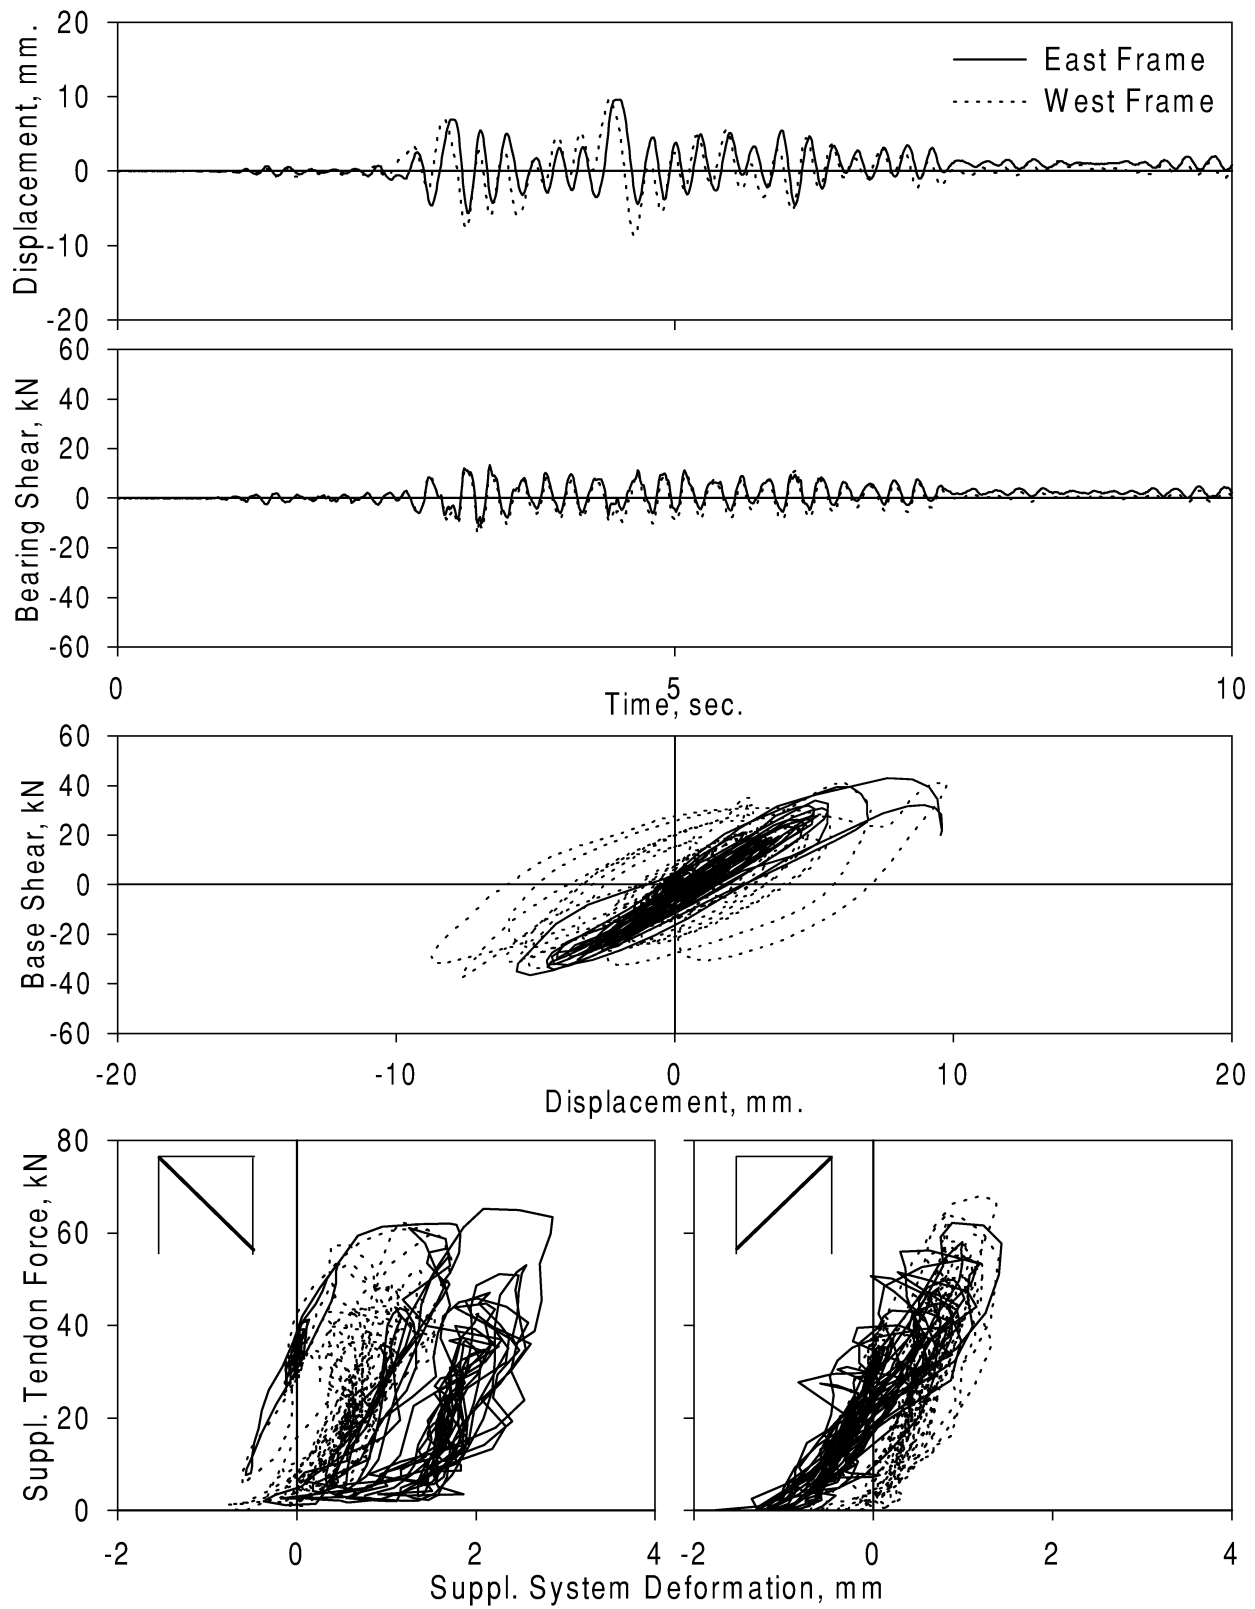 20
10
0
-10
-20
Displacement, mm.
East Frame
West Frame
60
40
20
0
-20
-40
-60
Bearing Shear, kN
0 5 10
Time, sec.
60
40
20
0
-20
-40
-60
Base Shear, kN
-20 -10 0 10 20
Displacement, mm.
80
60
40
20
0
Suppl. Tendon Force, kN
-2 0 2 4 -2 0 2 4
Suppl. System Deformation, mm